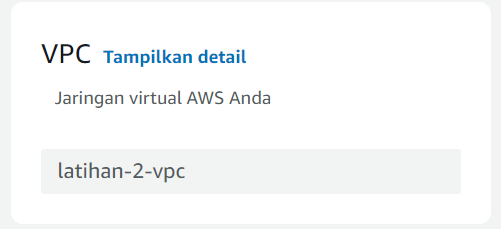 VPC Tampilkan detail
Jaringan virtual AWS Anda
latihan-2-vpc